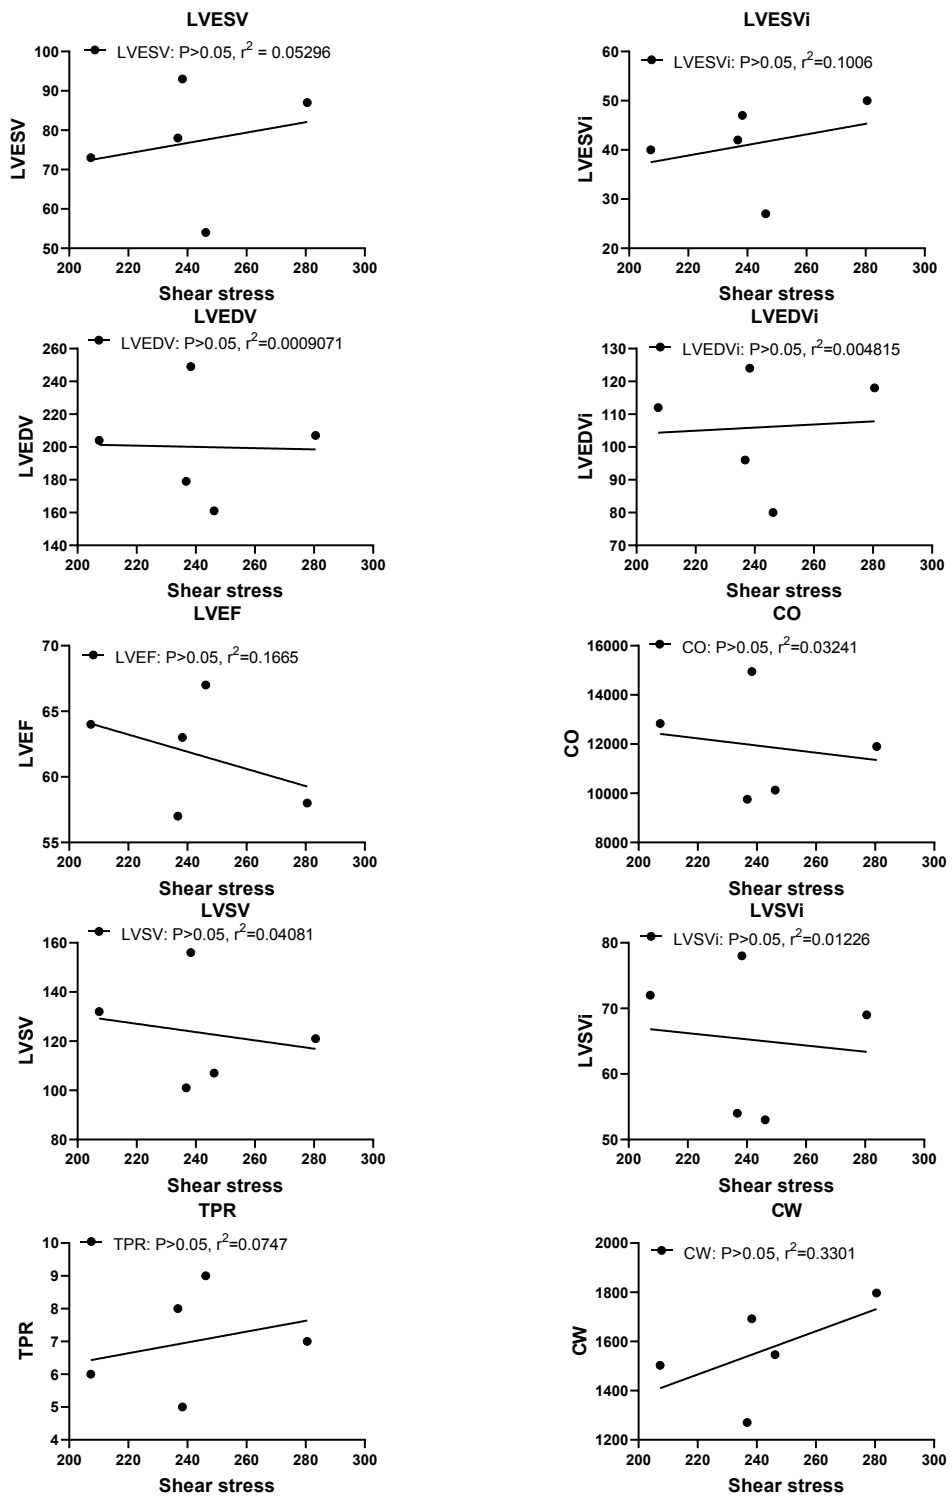 LVESV
LVESV: P>0.05, r² = 0.05296
100
90
80
70
60
50
LVESV
200 220 240 260 280 300
Shear stress
LVESVi
LVESVi: P>0.05, r²=0.1006
60
50
40
30
20
LVESVi
200 220 240 260 280 300
Shear stress
LVEDV
LVEDV: P>0.05, r²=0.0009071
260
240
220
200
180
160
140
LVEDV
200 220 240 260 280 300
Shear stress
LVEDVi
LVEDVi: P>0.05, r²=0.004815
130
120
110
100
90
80
70
LVEDVi
200 220 240 260 280 300
Shear stress
LVEF
LVEF: P>0.05, r²=0.1665
70
65
60
55
LVEF
200 220 240 260 280 300
Shear stress
CO
CO: P>0.05, r²=0.03241
16000
14000
12000
10000
8000
CO
200 220 240 260 280 300
Shear stress
LVSV
LVSV: P>0.05, r²=0.04081
160
140
120
100
80
LVSV
200 220 240 260 280 300
Shear stress
LVSVi
LVSVi: P>0.05, r²=0.01226
80
70
60
50
LVSVi
200 220 240 260 280 300
Shear stress
TPR
TPR: P>0.05, r²=0.0747
10
9
8
7
6
5
4
TPR
200 220 240 260 280 300
Shear stress
CW
CW: P>0.05, r²=0.3301
2000
1800
1600
1400
1200
CW
200 220 240 260 280 300
Shear stress